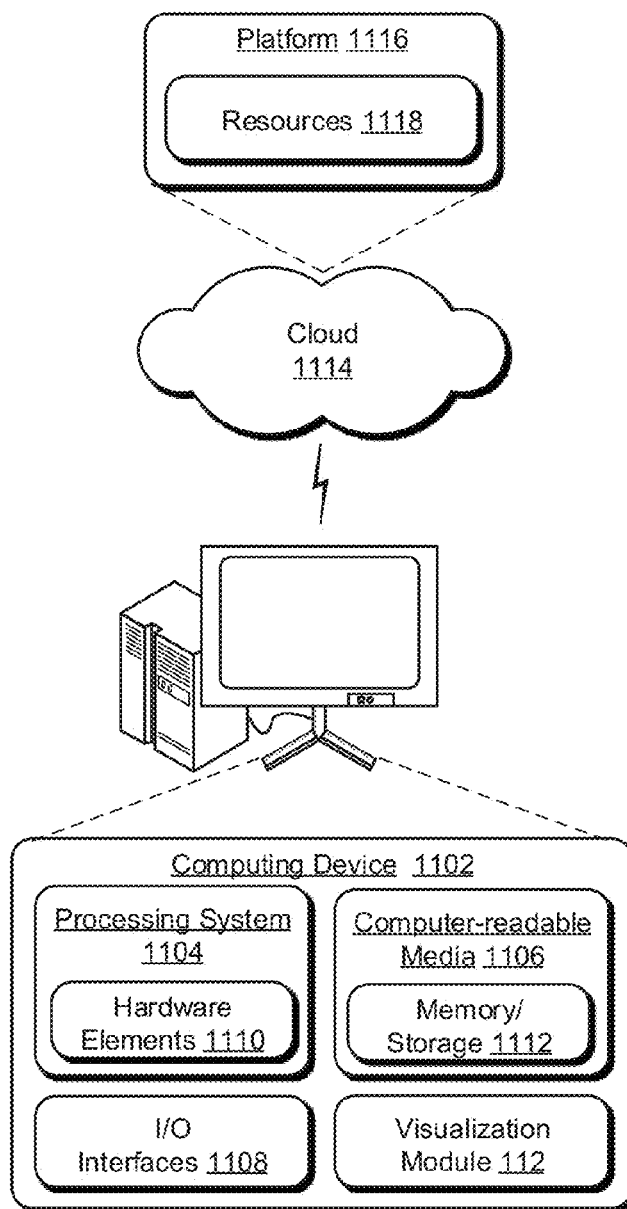 Platform 1116
Resources 1118
Cloud
1114
Computing Device 1102
Processing System
1104
Hardware
Elements 1110
Computer-readable
Media 1106
Memory/
Storage 1112
I/O
Interfaces 1108
Visualization
Module 112